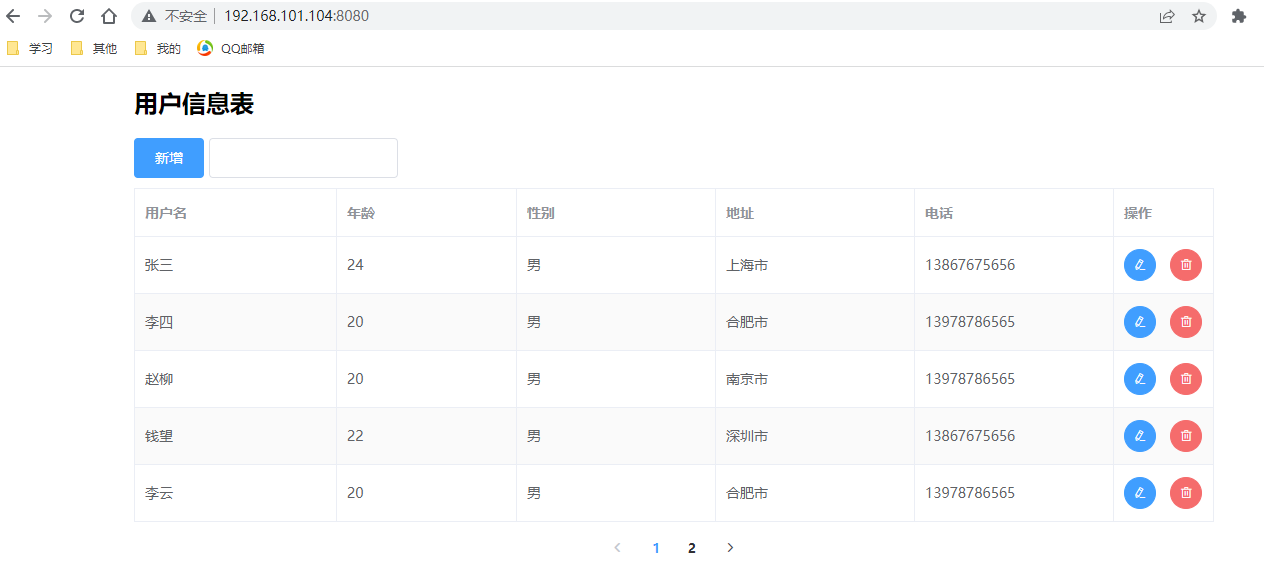 不安全 192.168.101.104:8080
学习 其他 我的 QQ邮箱
用户信息表
新增
用户名 年龄 性别 地址 电话 操作
张三 24 男 上海市 13867675656
李四 20 男 合肥市 13978786565
赵柳 20 男 南京市 13978786565
钱望 22 男 深圳市 13867675656
李云 20 男 合肥市 13978786565
1 2